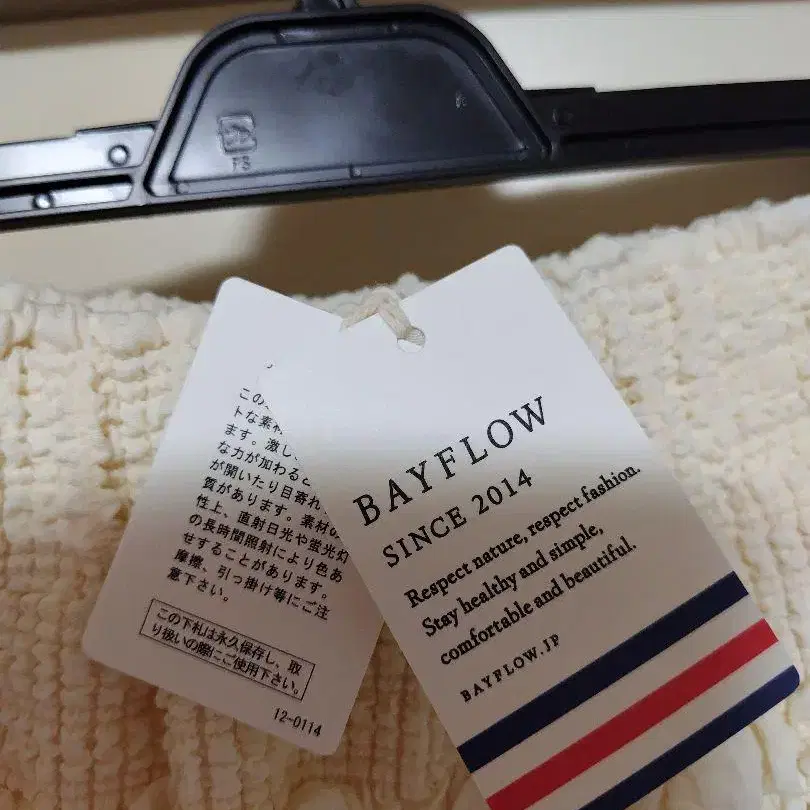 この
トな素材
ます。激し
な力が加わると
が開いたり目寄れ
質があります。素材の
性上、直射日光や蛍光灯
の長時間照射により色あ
せすることがあります。
摩擦、引っ掛け等にご注
意下さい。
この下札は永久保存し、取
り扱いの際にご使用下さい。
12-0114
BAYFLOW
SINCE 2014
Respect nature, respect fashion.
Stay healthy and simple,
comfortable and beautiful.
BAYFLOW.JP